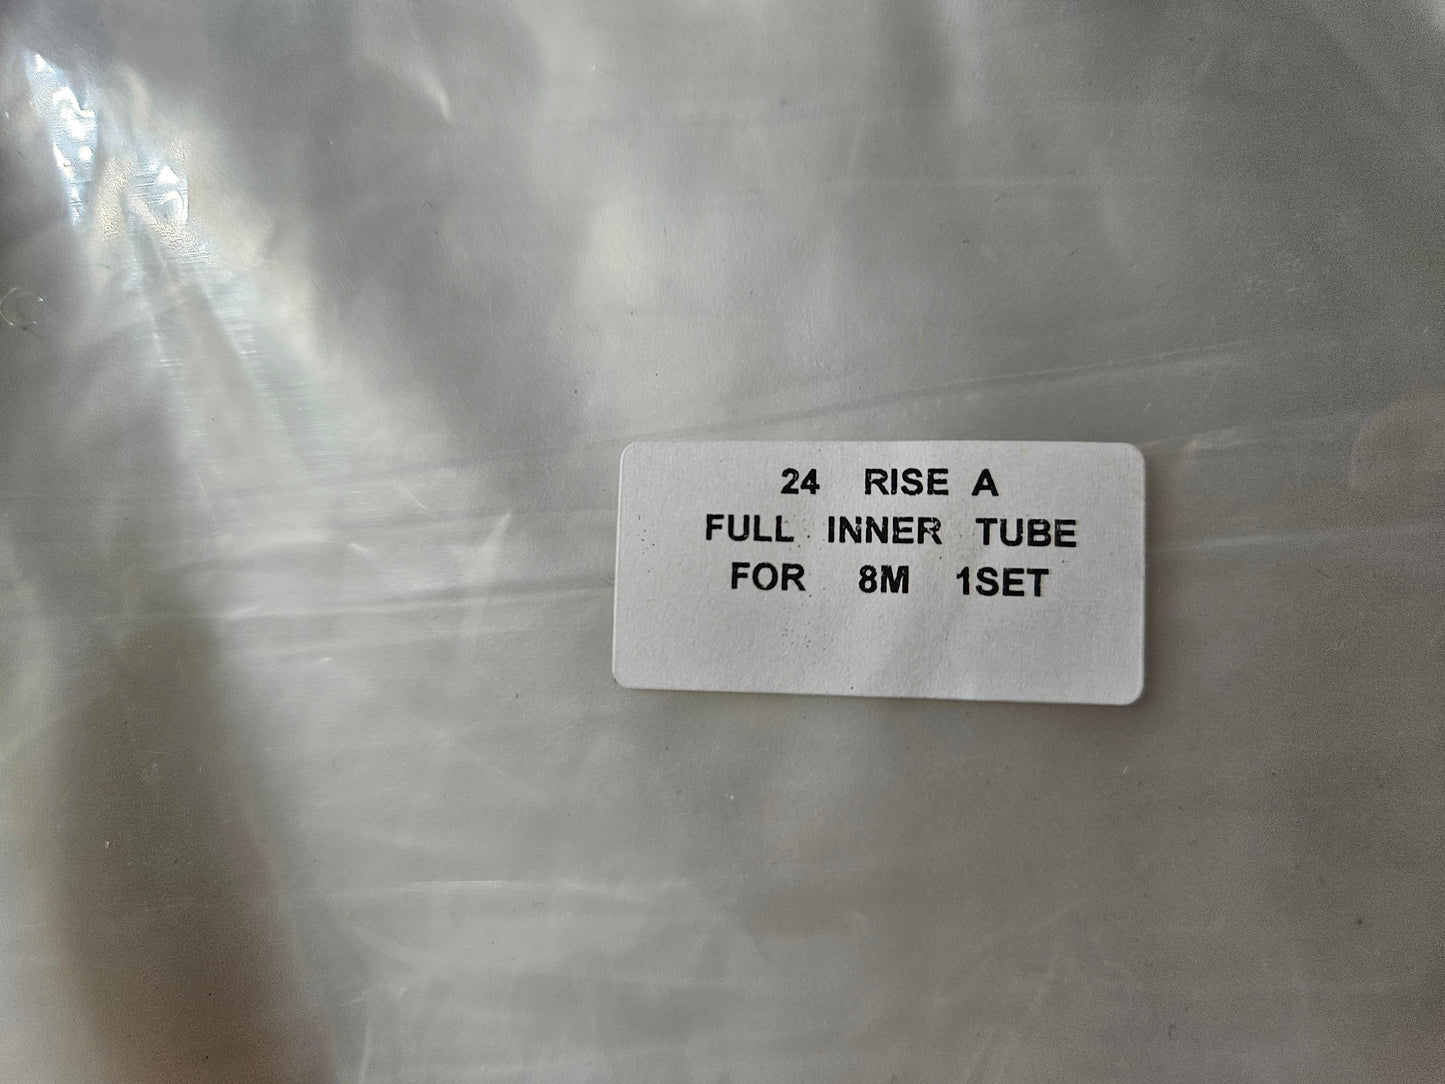 24 RISE A
FULL INNER TUBE
FOR 8M 1SET